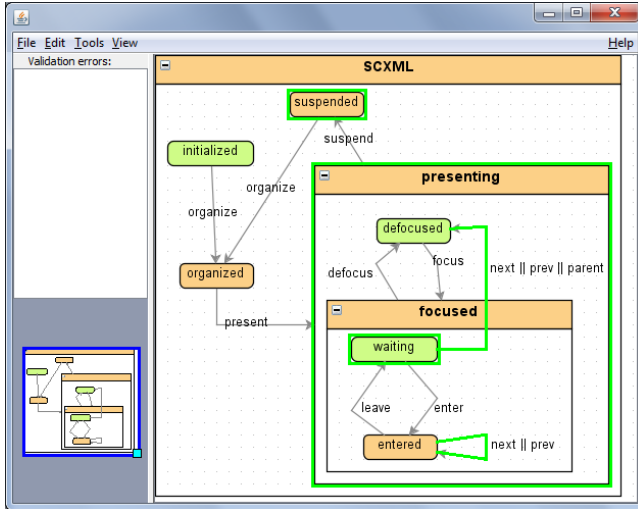 File Edit Tools View Help
Validation errors:
SCXML
suspended
suspend
initialized
presenting
organize
organize
defocused
focus
next || prev || parent
organized
defocus
focused
present
waiting
leave
enter
entered
next || prev